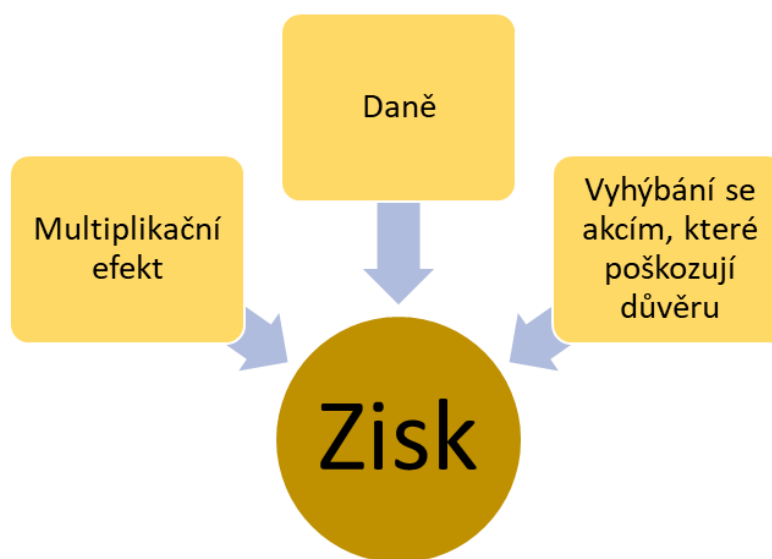 Daně
Multiplikační
efekt
Vyhýbání se
akcím, které
poškozují
důvěru
Zisk